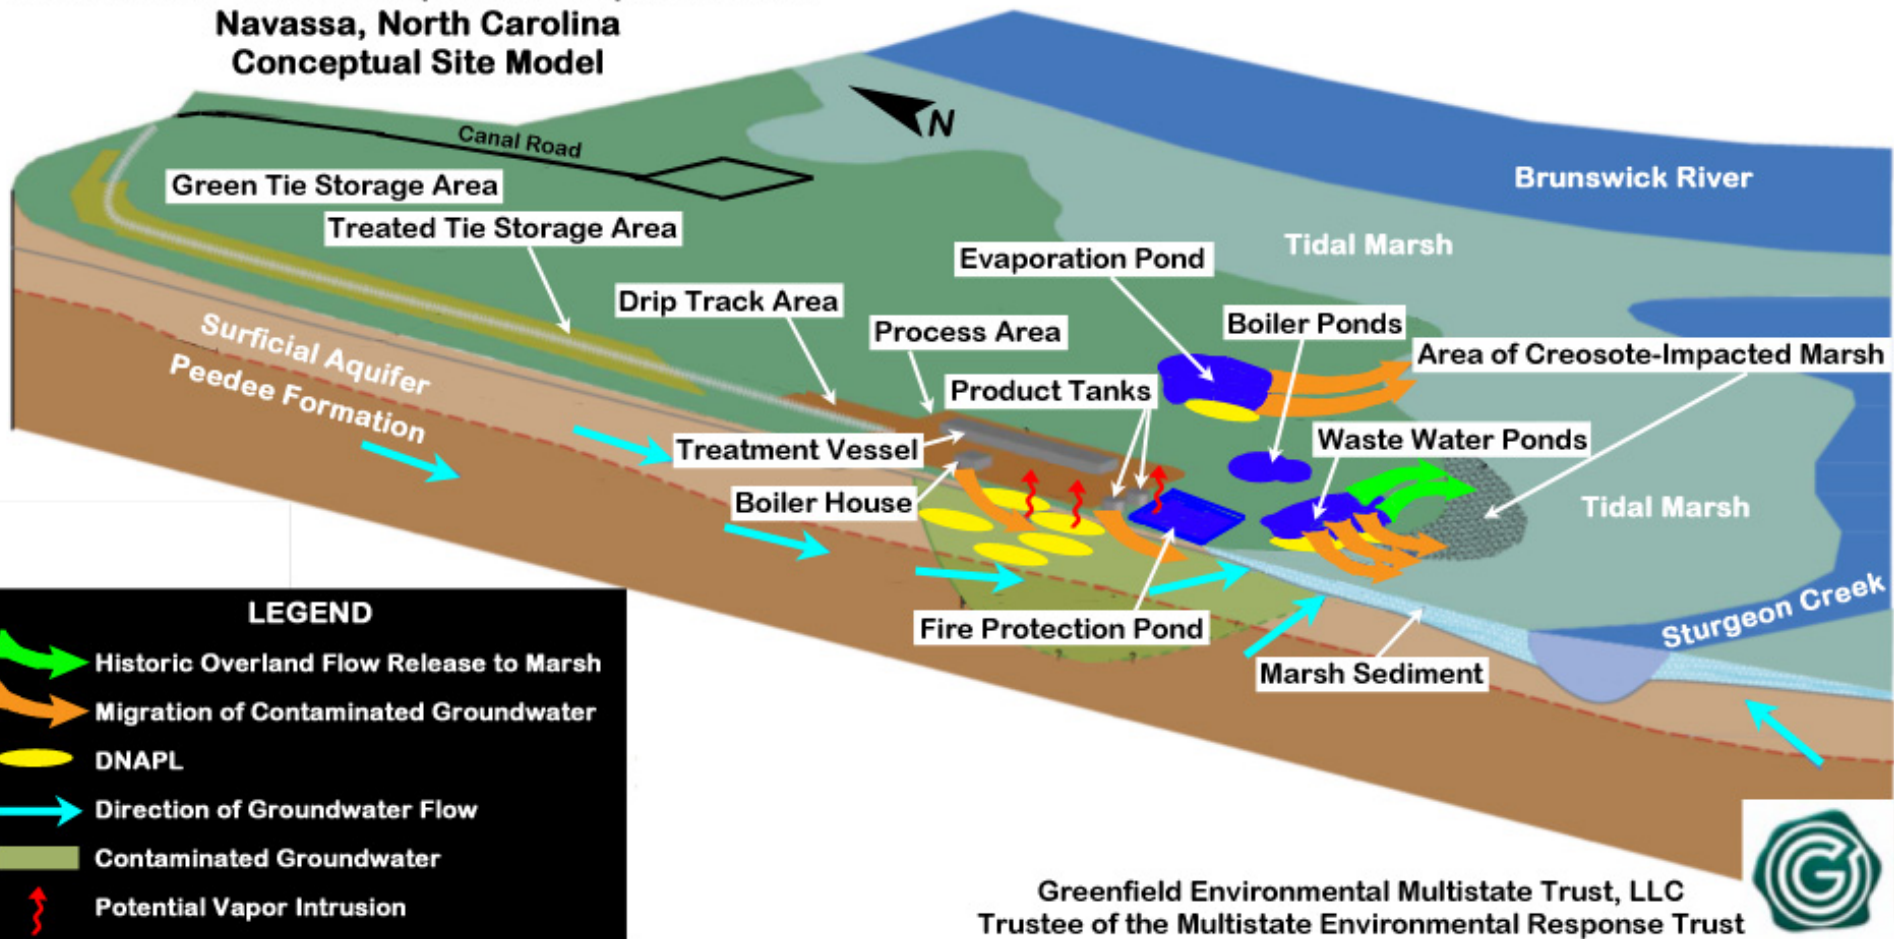 Navassa, North Carolina
Conceptual Site Model
N
Canal Road
Green Tie Storage Area
Treated Tie Storage Area
Brunswick River
Tidal Marsh
Evaporation Pond
Drip Track Area
Process Area
Boiler Ponds
Area of Creosote-Impacted Marsh
Surficial Aquifer
Peedee Formation
Product Tanks
Treatment Vessel
Waste Water Ponds
Boiler House
Tidal Marsh
Fire Protection Pond
Marsh Sediment
Sturgeon Creek
?
?
LEGEND
Historic Overland Flow Release to Marsh
Migration of Contaminated Groundwater
DNAPL
Direction of Groundwater Flow
Contaminated Groundwater
Potential Vapor Intrusion
Greenfield Environmental Multistate Trust, LLC
Trustee of the Multistate Environmental Response Trust
G